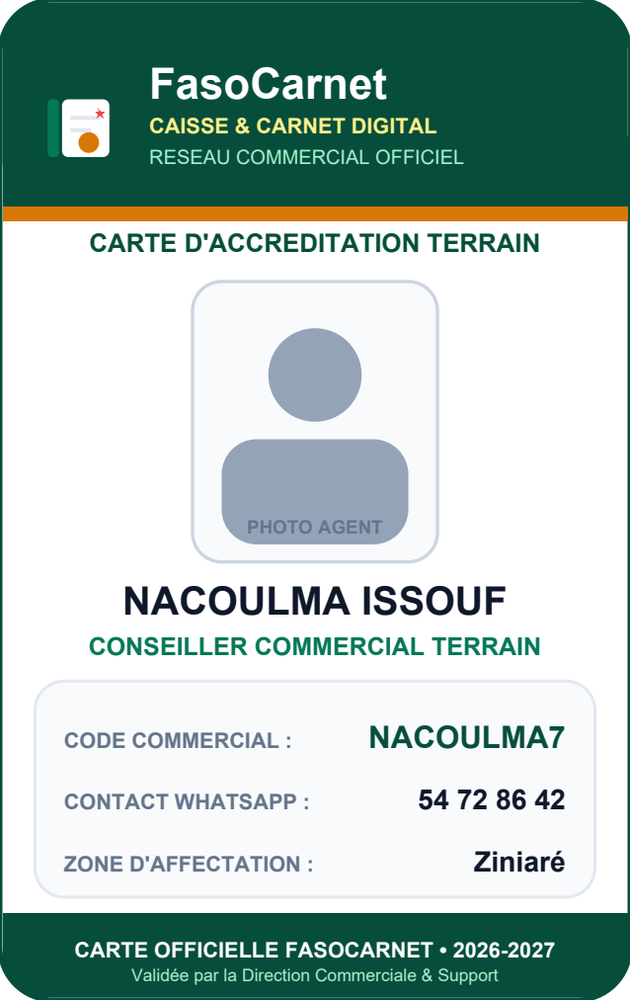 FasoCarnet
CAISSE & CARNET DIGITAL
RESEAU COMMERCIAL OFFICIEL
CARTE D'ACCREDITATION TERRAIN
PHOTO AGENT
NACOULMA ISSOUF
CONSEILLER COMMERCIAL TERRAIN
CODE COMMERCIAL : NACOULMA7
CONTACT WHATSAPP : 54 72 86 42
ZONE D'AFFECTATION : Ziniaré
CARTE OFFICIELLE FASOCARNET • 2026-2027
Validée par la Direction Commerciale & Support